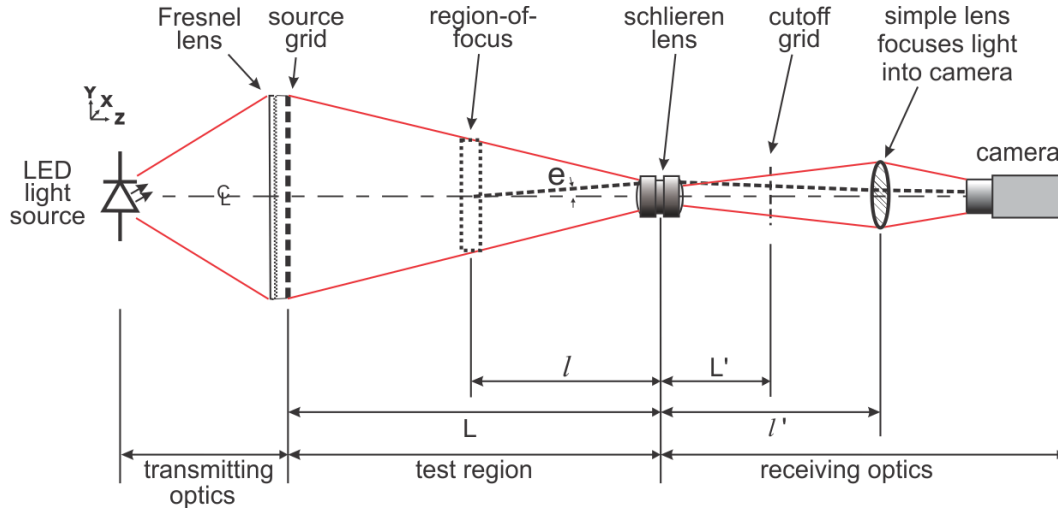 Fresnel
lens
source
grid
region-of-
focus
schlieren
lens
cutoff
grid
simple lens
focuses light
into camera
Y
X
Z
LED
light
source
℄
e
camera
l
L'
L
l'
transmitting
optics
test region
receiving optics